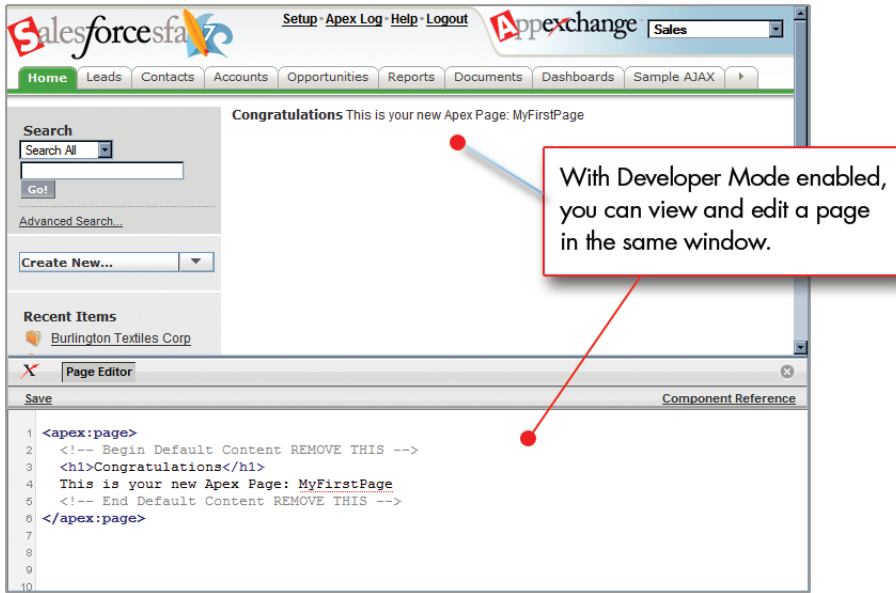 Salesforcesfa
Setup · Apex Log · Help · Logout
Appexchange
Sales
Home Leads Contacts Accounts Opportunities Reports Documents Dashboards Sample AJAX
Congratulations This is your new Apex Page: MyFirstPage
Search
Search All
Go!
Advanced Search...
Create New...
Recent Items
Burlington Textiles Corp
With Developer Mode enabled,
you can view and edit a page
in the same window.
Page Editor
Save Component Reference
1 <apex:page>
2 <!-- Begin Default Content REMOVE THIS -->
3 <h1>Congratulations</h1>
4 This is your new Apex Page: MyFirstPage
5 <!-- End Default Content REMOVE THIS -->
6 </apex:page>
7
8
9
10